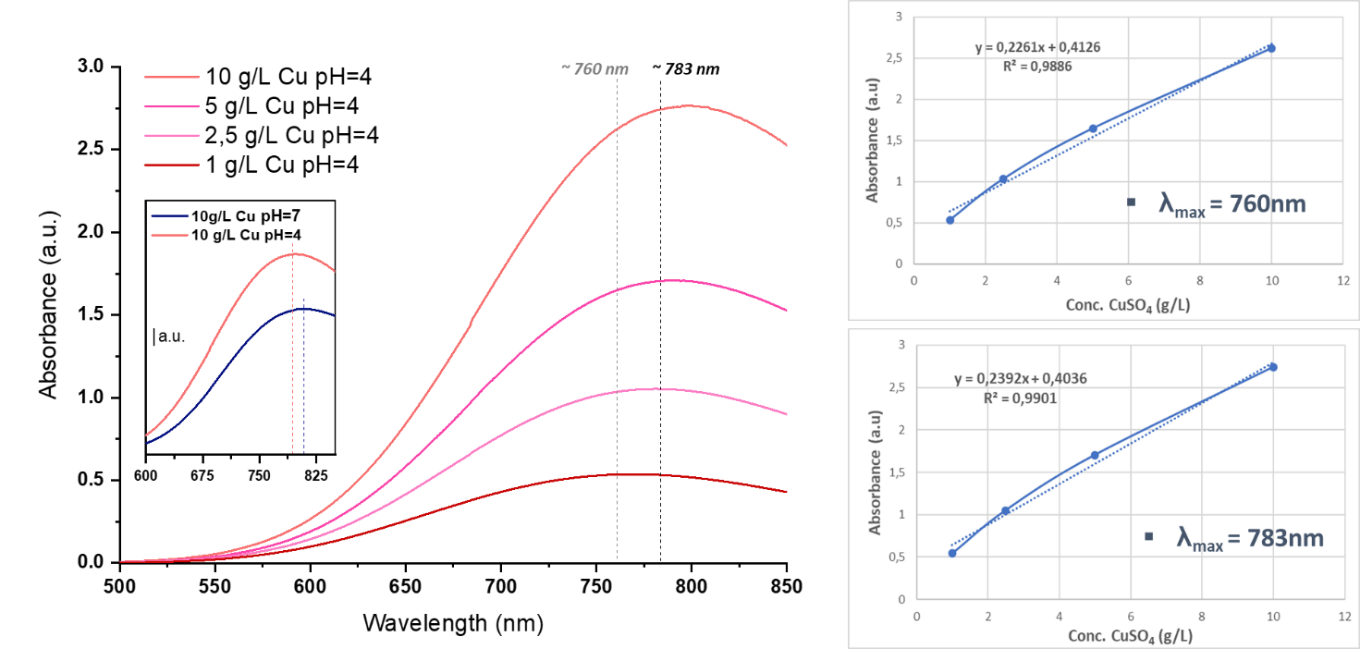 3.0
2.5
2.0
1.5
1.0
0.5
0.0
Absorbance (a.u.)
10 g/L Cu pH=4
5 g/L Cu pH=4
2,5 g/L Cu pH=4
1 g/L Cu pH=4
~ 760 nm
~ 783 nm
10g/L Cu pH=7
10 g/L Cu pH=4
a.u.
600 675 750 825
500 550 600 650 700 750 800 850
Wavelength (nm)
3
2,5
2
1,5
1
0,5
0
Absorbance (a.u)
y = 0,2261x + 0,4126
R² = 0,9886
▪ λmax = 760nm
0 2 4 6 8 10 12
Conc. CuSO₄ (g/L)
3
2,5
2
1,5
1
0,5
0
Absorbance (a.u)
y = 0,2392x + 0,4036
R² = 0,9901
▪ λmax = 783nm
0 2 4 6 8 10 12
Conc. CuSO₄ (g/L)